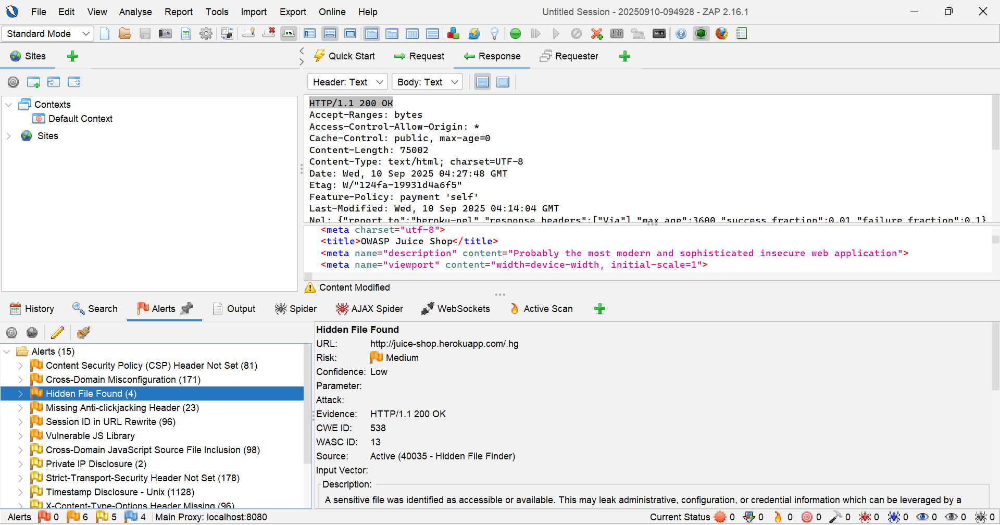 File Edit View Analyse Report Tools Import Export Online Help
Untitled Session - 20250910-094928 - ZAP 2.16.1
Standard Mode
Sites
Quick Start Request Response Requester
Header: Text Body: Text
Contexts
Default Context
Sites
HTTP/1.1 200 OK
Accept-Ranges: bytes
Access-Control-Allow-Origin: *
Cache-Control: public, max-age=0
Content-Length: 75002
Content-Type: text/html; charset=UTF-8
Date: Wed, 10 Sep 2025 04:27:48 GMT
Etag: W/"124fa-19931d4a6f5"
Feature-Policy: payment 'self'
Last-Modified: Wed, 10 Sep 2025 04:14:04 GMT
Nel: {"report_to":"heroku-nel","response_headers":["Via"],"max_age":3600,"success_fraction":0.01,"failure_fraction":0.1}
<meta charset="utf-8">
<title>OWASP Juice Shop</title>
<meta name="description" content="Probably the most modern and sophisticated insecure web application">
<meta name="viewport" content="width=device-width, initial-scale=1">
Content Modified
History Search Alerts Output Spider AJAX Spider WebSockets Active Scan
Alerts (15)
Content Security Policy (CSP) Header Not Set (81)
Cross-Domain Misconfiguration (171)
Hidden File Found (4)
Missing Anti-clickjacking Header (23)
Session ID in URL Rewrite (96)
Vulnerable JS Library
Cross-Domain JavaScript Source File Inclusion (98)
Private IP Disclosure (2)
Strict-Transport-Security Header Not Set (178)
Timestamp Disclosure - Unix (1128)
X-Content-Type-Options Header Missing (96)
Hidden File Found
URL: http://juice-shop.herokuapp.com/.hg
Risk: Medium
Confidence: Low
Parameter:
Attack:
Evidence: HTTP/1.1 200 OK
CWE ID: 538
WASC ID: 13
Source: Active (40035 - Hidden File Finder)
Input Vector:
Description:
A sensitive file was identified as accessible or available. This may leak administrative, configuration, or credential information which can be leveraged by a
Alerts 0 6 5 4 Main Proxy: localhost:8080
Current Status 0 0 0 0 0 0 0 0 0 0